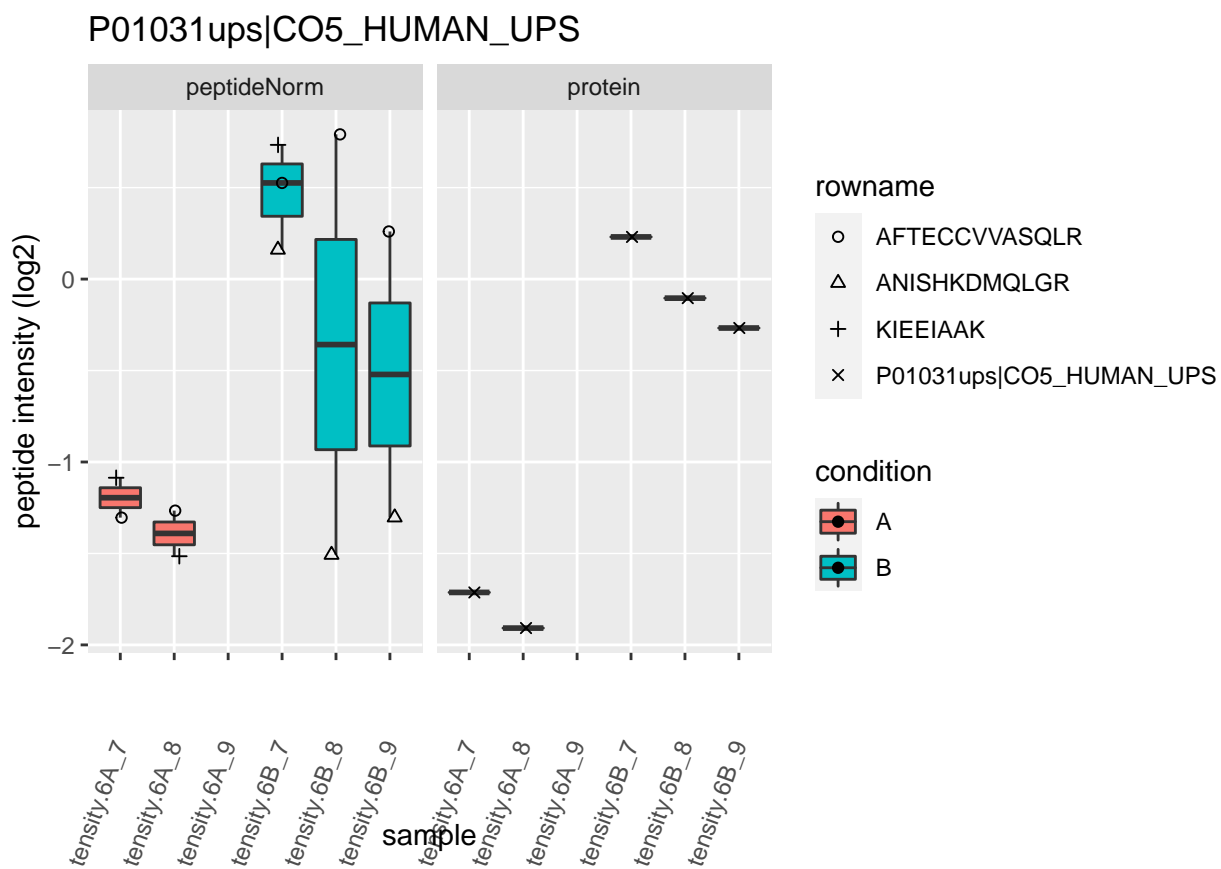 P01031ups|CO5_HUMAN_UPS
peptideNorm
protein
peptide intensity (log2)
0
−1
−2
tensity.6A_7
tensity.6A_8
tensity.6A_9
tensity.6B_7
tensity.6B_8
tensity.6B_9
tensity.6A_7
tensity.6A_8
tensity.6A_9
tensity.6B_7
tensity.6B_8
tensity.6B_9
sample
rowname
AFTECCVVASQLR
ANISHKDMQLGR
KIEEIAAK
P01031ups|CO5_HUMAN_UPS
condition
A
B